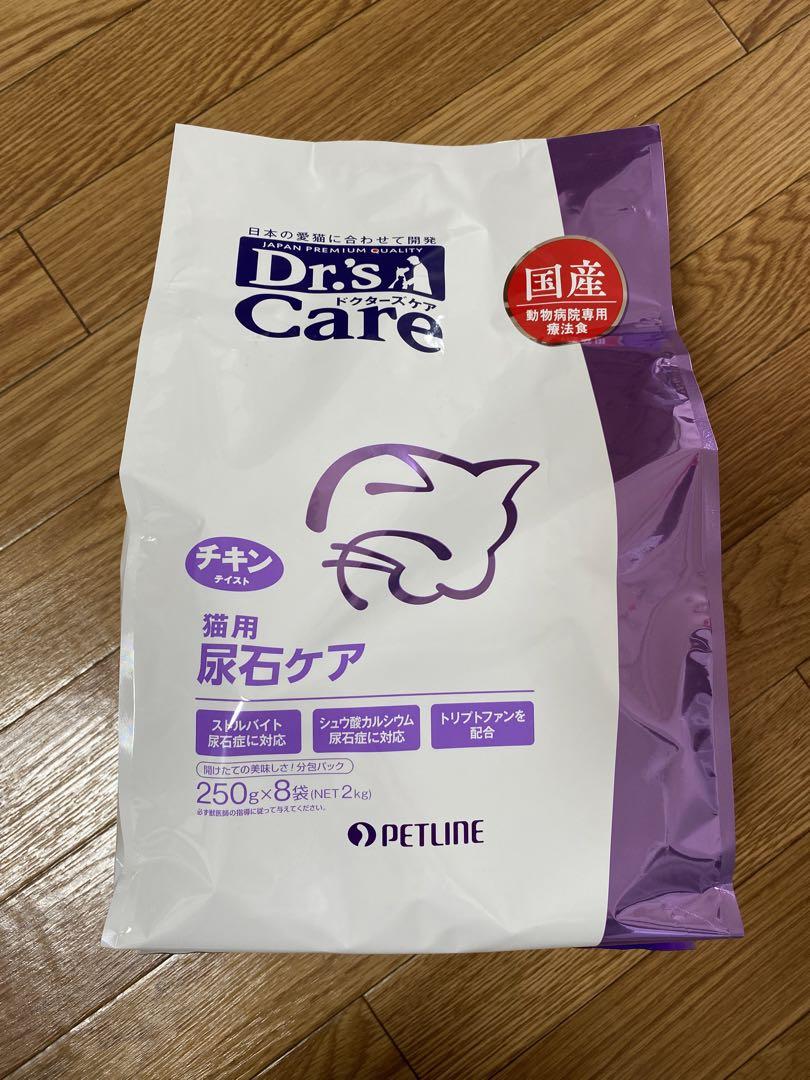 日本の愛猫に合わせて開発
JAPAN PREMIUM QUALITY
Dr.'s
ドクターズケア
Care
国産
動物病院専用
療法食
チキン
テイスト
猫用
尿石ケア
ストルバイト
尿石症に対応
シュウ酸カルシウム
尿石症に対応
トリプトファンを
配合
開けたての美味しさ!分包パック
250g×8袋(NET 2kg)
必ず獣医師の指導に従って与えてください。
PETLINE